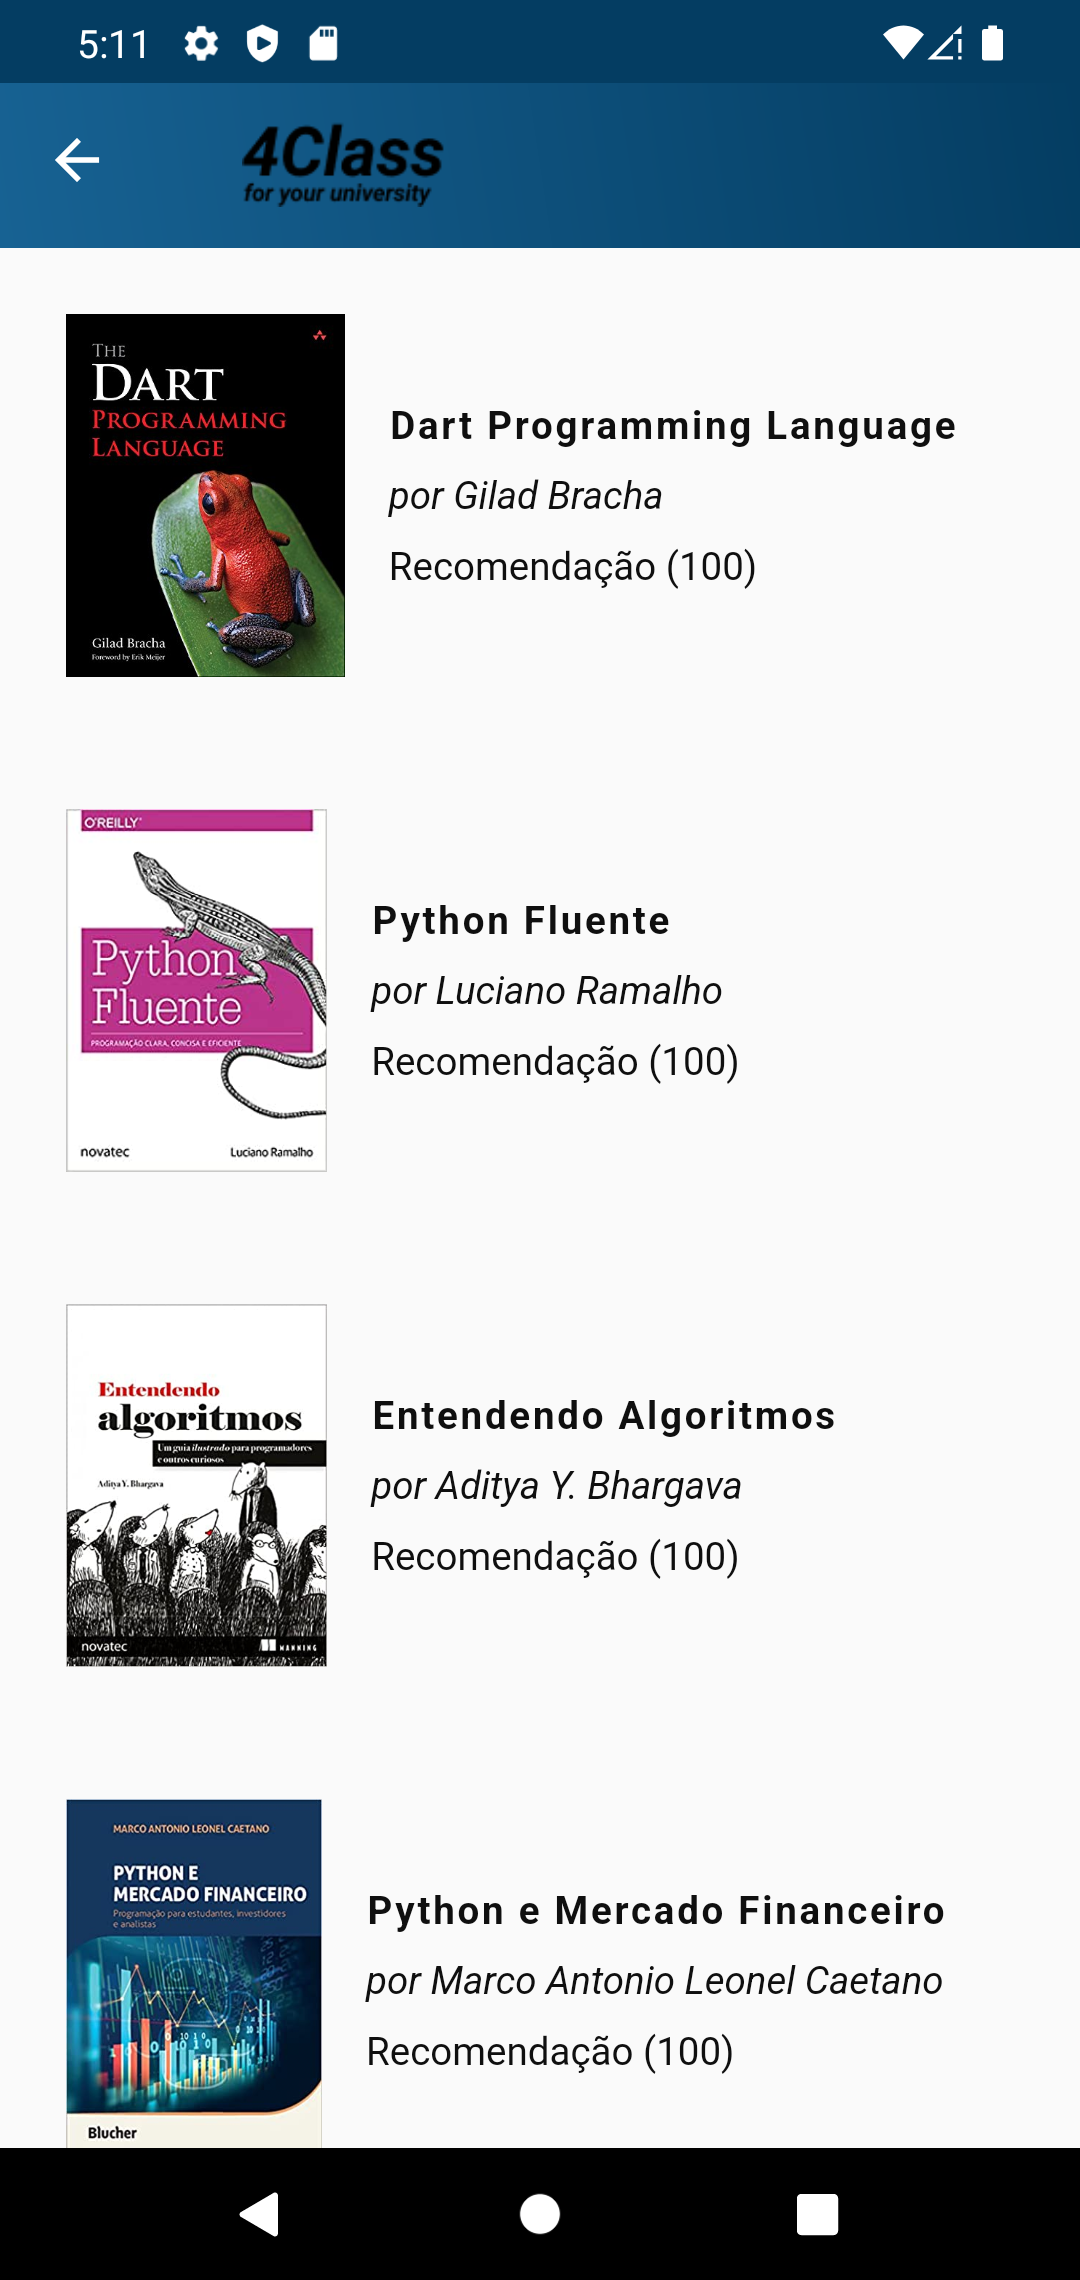 5:11
4Class
for your university
THE
DART
PROGRAMMING
LANGUAGE
Gilad Bracha
Foreword by Erik Meijer
Dart Programming Language
por Gilad Bracha
Recomendação (100)
O'REILLY®
Python
Fluente
PROGRAMAÇÃO CLARA, CONCISA E EFICIENTE
novatec
Luciano Ramalho
Python Fluente
por Luciano Ramalho
Recomendação (100)
Entendendo
algoritmos
Um guia ilustrado para programadores
e outros curiosos
Aditya Y. Bhargava
novatec
MANNING
Entendendo Algoritmos
por Aditya Y. Bhargava
Recomendação (100)
MARCO ANTONIO LEONEL CAETANO
PYTHON E
MERCADO FINANCEIRO
Programação para estudantes, investidores
e analistas
Blucher
Python e Mercado Financeiro
por Marco Antonio Leonel Caetano
Recomendação (100)